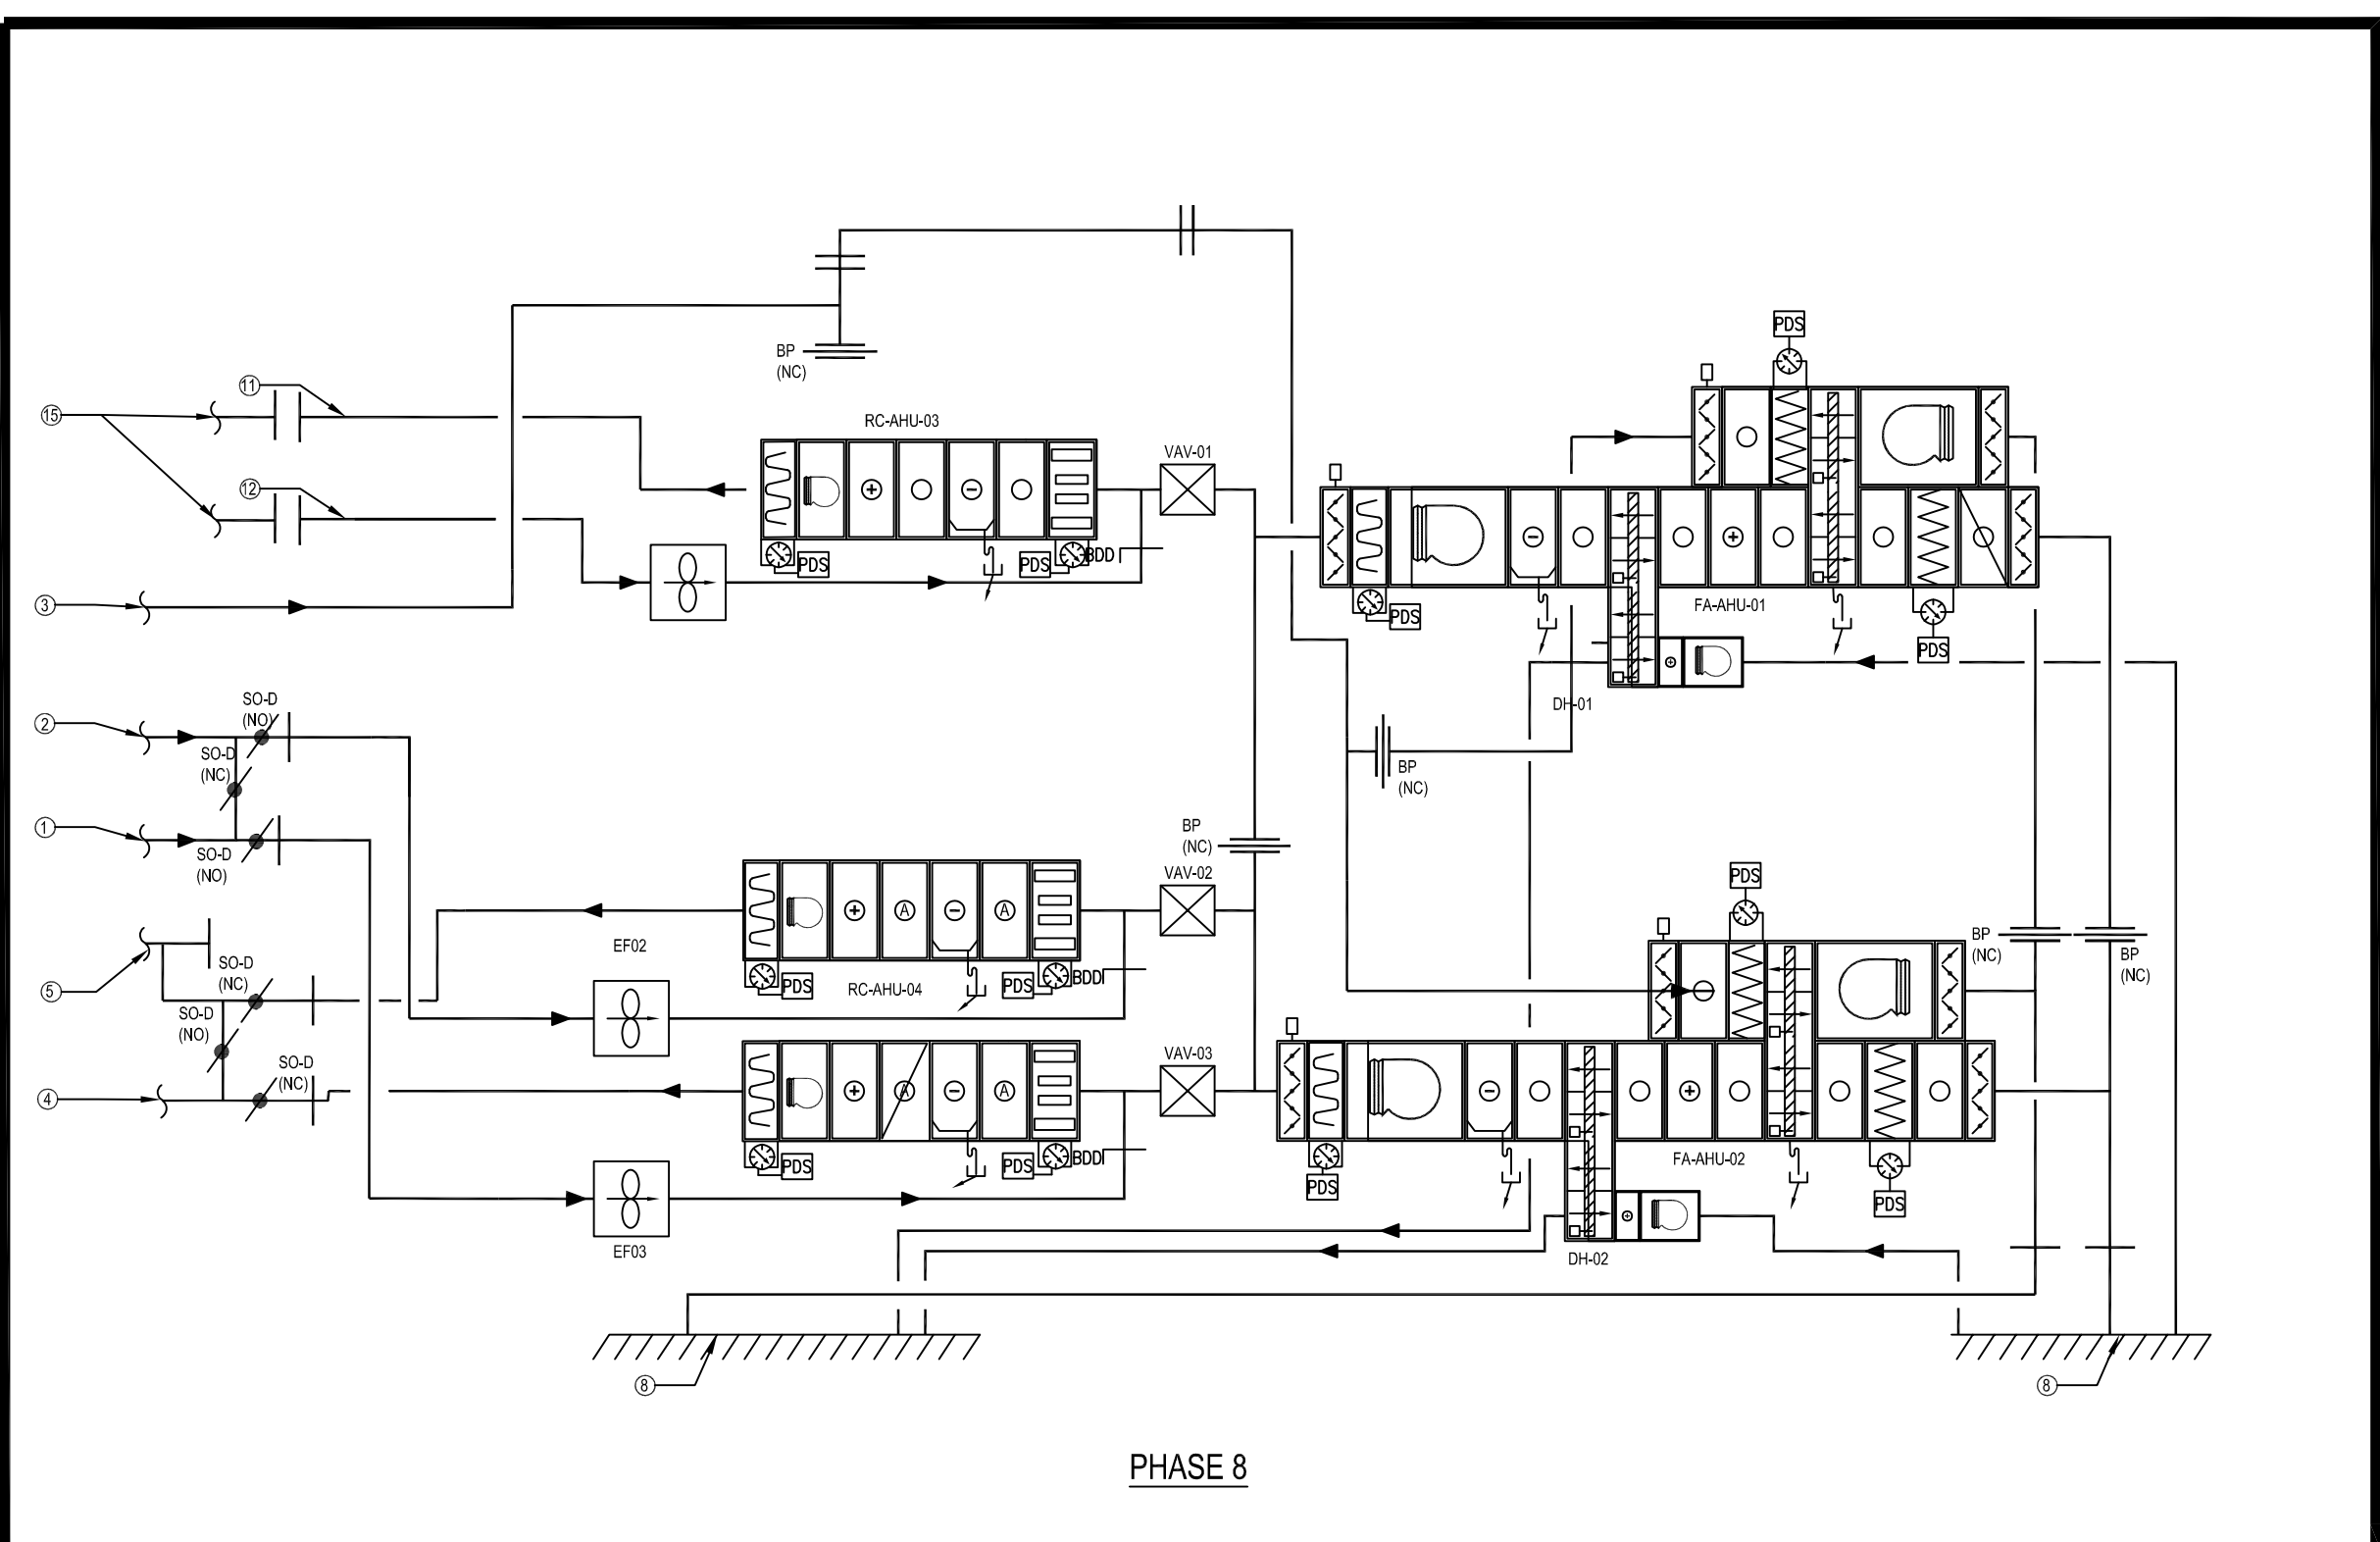 PDS
BP
(NC)
11
15
RC-AHU-03
VAV-01
12
PDS
PDS
BDD
3
PDS
FA-AHU-01
PDS
SO-D
(NO)
2
DH-01
SO-D
(NC)
BP
(NC)
1
SO-D
(NO)
BP
(NC)
VAV-02
PDS
A
A
EF02
BP
(NC)
BP
(NC)
5
SO-D
(NC)
PDS
RC-AHU-04
PDS
BDD
SO-D
(NO)
SO-D
(NC)
VAV-03
4
A
A
PDS
PDS
BDD
FA-AHU-02
PDS
PDS
EF03
DH-02
8
8
PHASE 8